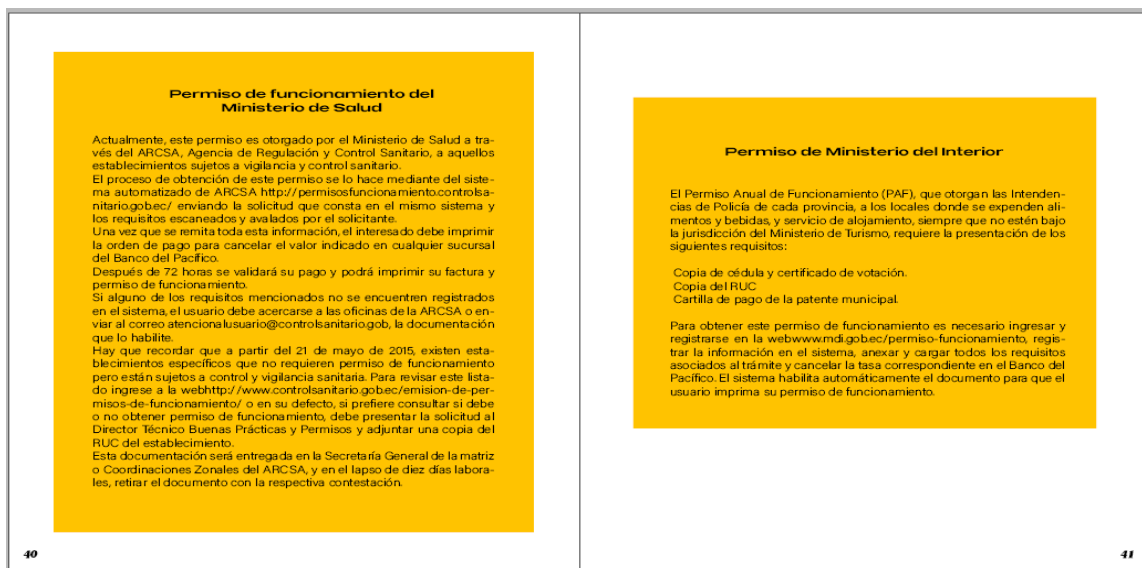 Permiso de funcionamiento del
Ministerio de Salud
Actualmente, este permiso es otorgado por el Ministerio de Salud a tra-
vés del ARCSA, Agencia de Regulación y Control Sanitario, a aquellos
establecimientos sujetos a vigilancia y control sanitario.
El proceso de obtención de este permiso se lo hace mediante del siste-
ma automatizado de ARCSA http://permisosfuncionamiento.controlsa-
nitario.gob.ec/ enviando la solicitud que consta en el mismo sistema y
los requisitos escaneados y avalados por el solicitante.
Una vez que se remita toda esta información, el interesado debe imprimir
la orden de pago para cancelar el valor indicado en cualquier sucursal
del Banco del Pacífico.
Después de 72 horas se validará su pago y podrá imprimir su factura y
permiso de funcionamiento.
Si alguno de los requisitos mencionados no se encuentren registrados
en el sistema, el usuario debe acercarse a las oficinas de la ARCSA o en-
viar al correo atencionalusuario@controlsanitario.gob, la documentación
que lo habilite.
Hay que recordar que a partir del 21 de mayo de 2015, existen esta-
blecimientos específicos que no requieren permiso de funcionamiento
pero están sujetos a control y vigilancia sanitaria. Para revisar este lista-
do ingrese a la webhttp://www.controlsanitario.gob.ec/emision-de-per-
misos-de-funcionamiento/ o en su defecto, si prefiere consultar si debe
o no obtener permiso de funcionamiento, debe presentar la solicitud al
Director Técnico Buenas Prácticas y Permisos y adjuntar una copia del
RUC del establecimiento.
Esta documentación será entregada en la Secretaría General de la matriz
o Coordinaciones Zonales del ARCSA, y en el lapso de diez días labora-
les, retirar el documento con la respectiva contestación.
40
Permiso de Ministerio del Interior
El Permiso Anual de Funcionamiento (PAF), que otorgan las Intenden-
cias de Policía de cada provincia, a los locales donde se expenden ali-
mentos y bebidas, y servicio de alojamiento, siempre que no estén bajo
la jurisdicción del Ministerio de Turismo, requiere la presentación de los
siguientes requisitos:
Copia de cédula y certificado de votación.
Copia del RUC
Cartilla de pago de la patente municipal.
Para obtener este permiso de funcionamiento es necesario ingresar y
registrarse en la webwww.mdi.gob.ec/permiso-funcionamiento, regis-
trar la información en el sistema, anexar y cargar todos los requisitos
asociados al trámite y cancelar la tasa correspondiente en el Banco del
Pacífico. El sistema habilita automáticamente el documento para que el
usuario imprima su permiso de funcionamiento.
41